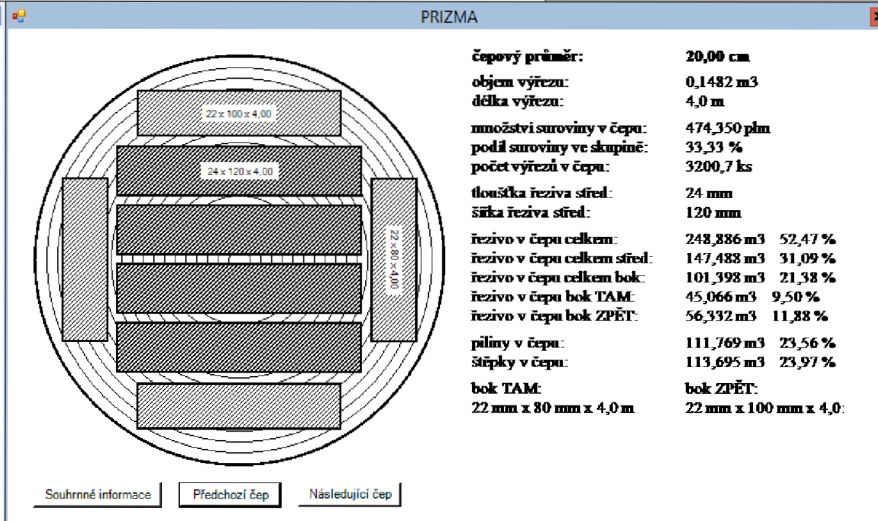 PRIZMA
22 x 100 x 4,00
24 x 120 x 4,00
22 x 80 x 4,00
čepový průměr: 20,00 cm
objem výřezu: 0,1482 m3
délka výřezu: 4,0 m
množství suroviny v čepu: 474,350 plm
podíl suroviny ve skupině: 33,33 %
počet výřezů v čepu: 3200,7 ks
tloušťka řeziva střed: 24 mm
šířka řeziva střed: 120 mm
řezivo v čepu celkem: 248,886 m3 52,47 %
řezivo v čepu celkem střed: 147,488 m3 31,09 %
řezivo v čepu celkem bok: 101,398 m3 21,38 %
řezivo v čepu bok TAM: 45,066 m3 9,50 %
řezivo v čepu bok ZPĚT: 56,332 m3 11,88 %
piliny v čepu: 111,769 m3 23,56 %
štěpky v čepu: 113,695 m3 23,97 %
bok TAM: bok ZPĚT:
22 mm x 80 mm x 4,0 m 22 mm x 100 mm x 4,0
Souhrnné informace Předchozí čep Následující čep